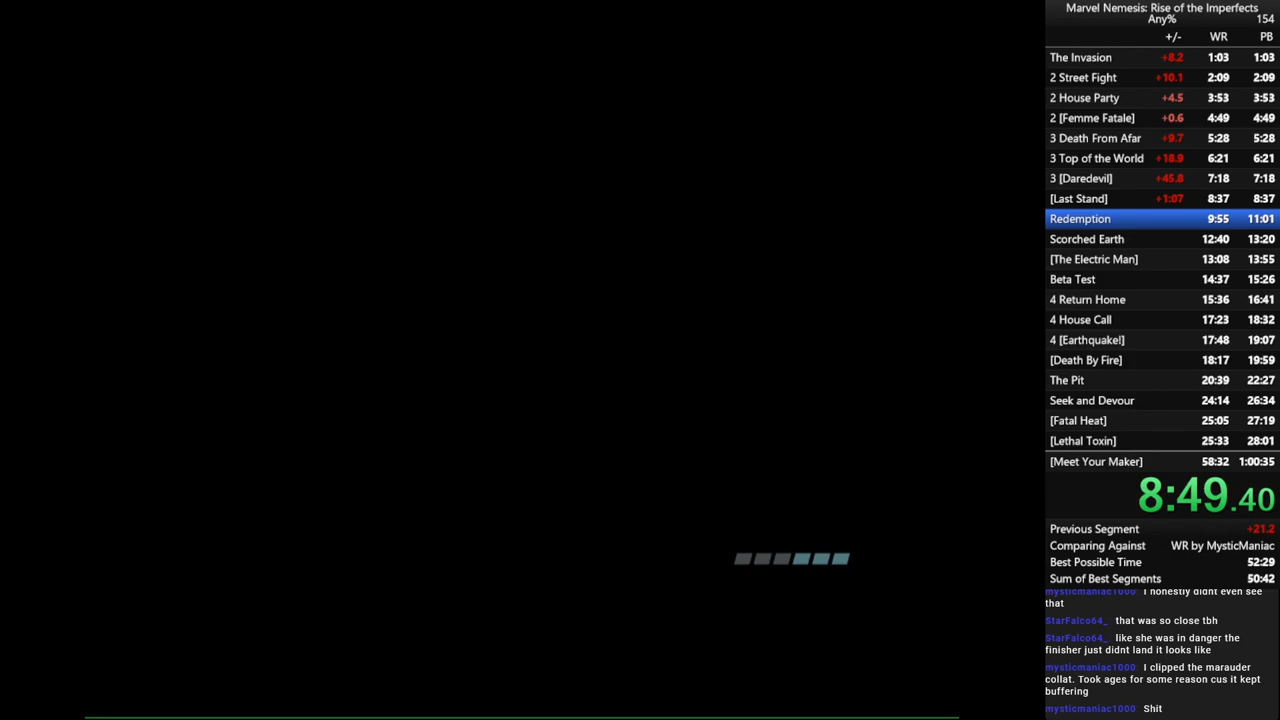 Marvel Nemesis: Rise of the Imperfects
Any% 154
+/- WR PB
The Invasion +8.2 1:03 1:03
2 Street Fight +10.1 2:09 2:09
2 House Party +4.5 3:53 3:53
2 [Femme Fatale] +0.6 4:49 4:49
3 Death From Afar +9.7 5:28 5:28
3 Top of the World +18.9 6:21 6:21
3 [Daredevil] +45.8 7:18 7:18
[Last Stand] +1:07 8:37 8:37
Redemption 9:55 11:01
Scorched Earth 12:40 13:20
[The Electric Man] 13:08 13:55
Beta Test 14:37 15:26
4 Return Home 15:36 16:41
4 House Call 17:23 18:32
4 [Earthquake!] 17:48 19:07
[Death By Fire] 18:17 19:59
The Pit 20:39 22:27
Seek and Devour 24:14 26:34
[Fatal Heat] 25:05 27:19
[Lethal Toxin] 25:33 28:01
[Meet Your Maker] 58:32 1:00:35
8:49.40
Previous Segment +21.2
Comparing Against WR by MysticManiac
Best Possible Time 52:29
Sum of Best Segments 50:42
mysticmaniac1000 I honestly didnt even see
that
StarFalco64_ that was so close tbh
StarFalco64_ like she was in danger the
finisher just didnt land it looks like
mysticmaniac1000 I clipped the marauder
collat. Took ages for some reason cus it kept
buffering
mysticmaniac1000 Shit